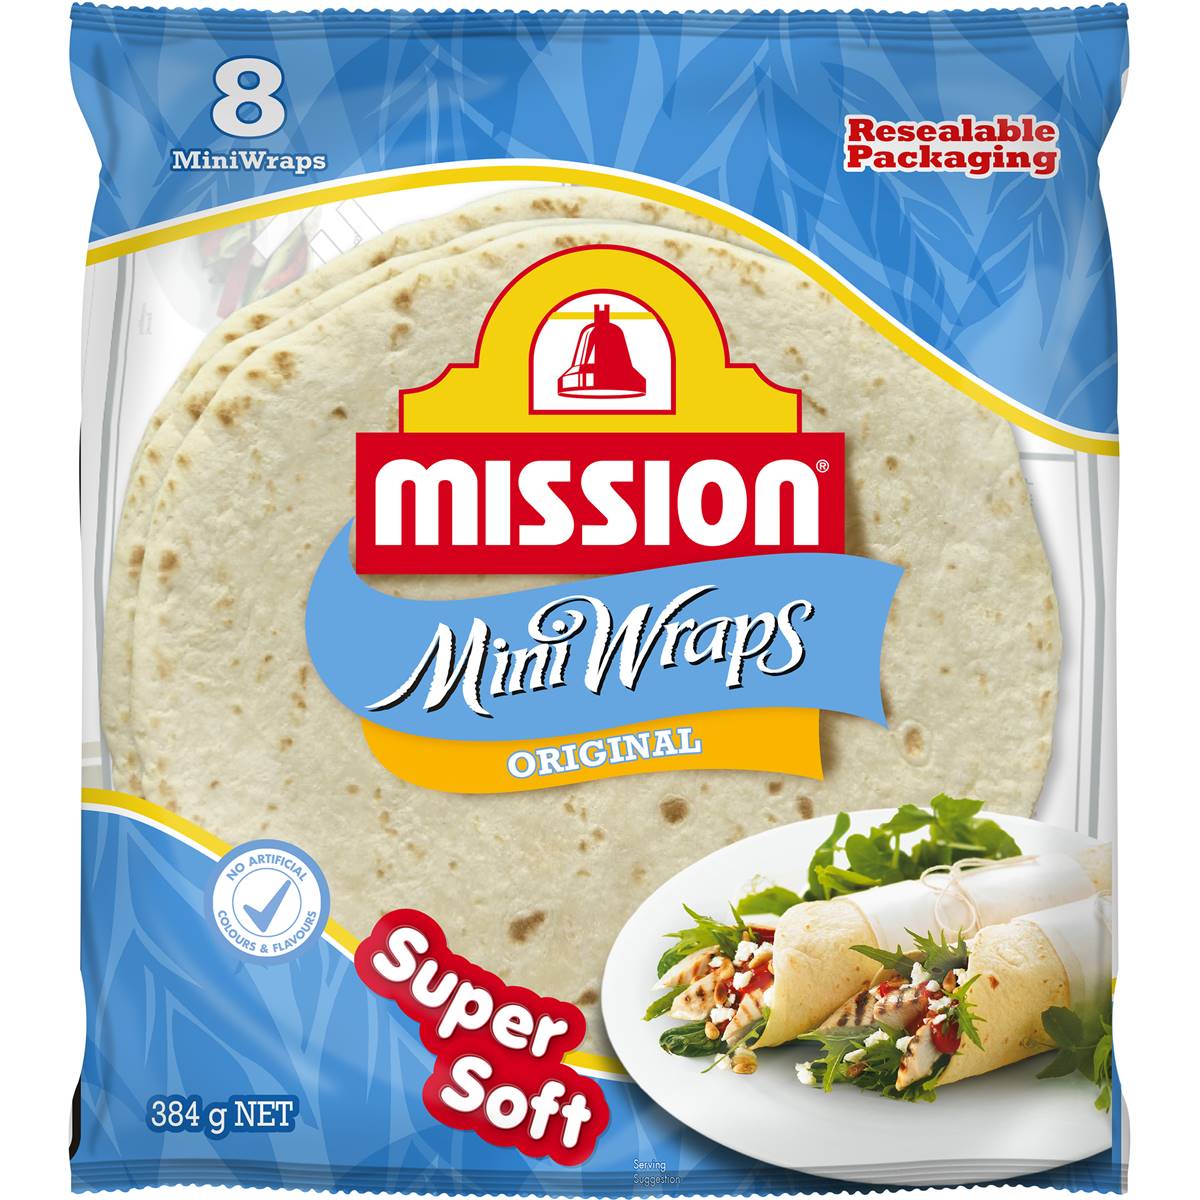 8
MiniWraps
Resealable
Packaging
MISSION®
Mini Wraps
ORIGINAL
NO ARTIFICIAL
COLOURS & FLAVOURS
Super
Soft
384 g NET
Serving
Suggestion